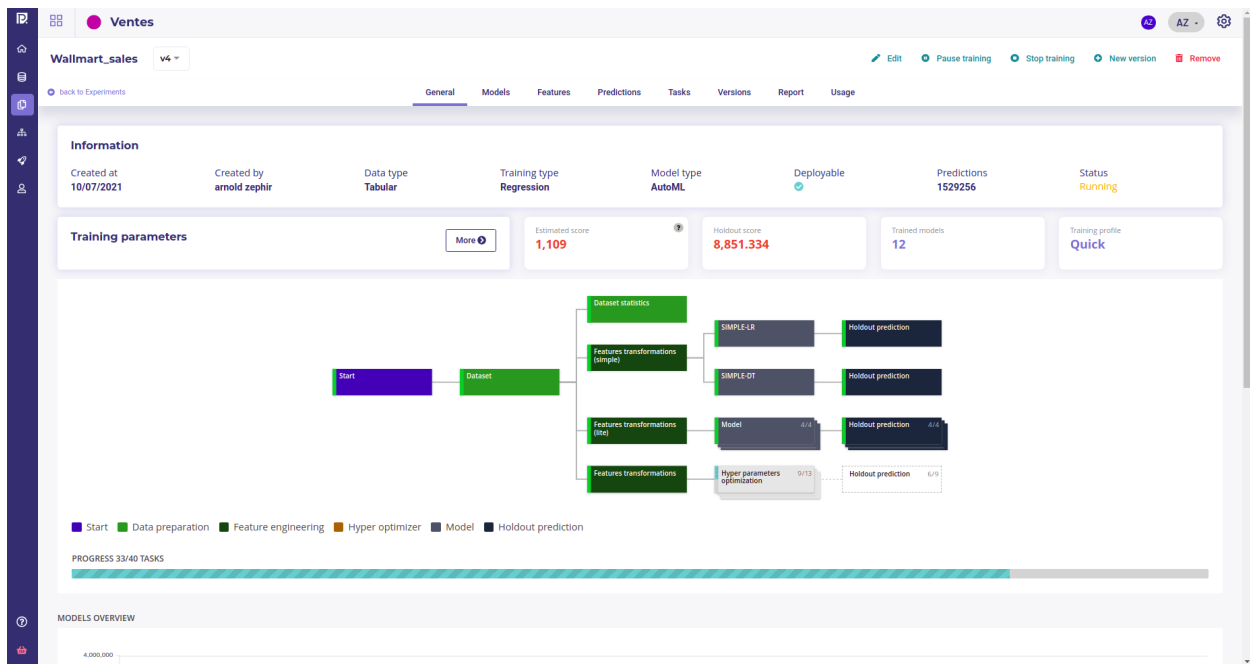 Ventes
AZ
AZ
Wallmart_sales
v4
Edit
Pause training
Stop training
New version
Remove
back to Experiments
General
Models
Features
Predictions
Tasks
Versions
Report
Usage
Information
Created at
Created by
Data type
Training type
Model type
Deployable
Predictions
Status
10/07/2021
arnold zephir
Tabular
Regression
AutoML
1529256
Running
Training parameters
More
Estimated score
1,109
?
Holdout score
8,851.334
Trained models
12
Training profile
Quick
Dataset statistics
SIMPLE-LR
Holdout prediction
Features transformations
(simple)
Start
Dataset
SIMPLE-DT
Holdout prediction
Features transformations
(lite)
Model 4/4
Holdout prediction 4/4
Features transformations
Hyper parameters 9/13
optimization
Holdout prediction 6/9
Start
Data preparation
Feature engineering
Hyper optimizer
Model
Holdout prediction
PROGRESS 33/40 TASKS
MODELS OVERVIEW
4,000,000